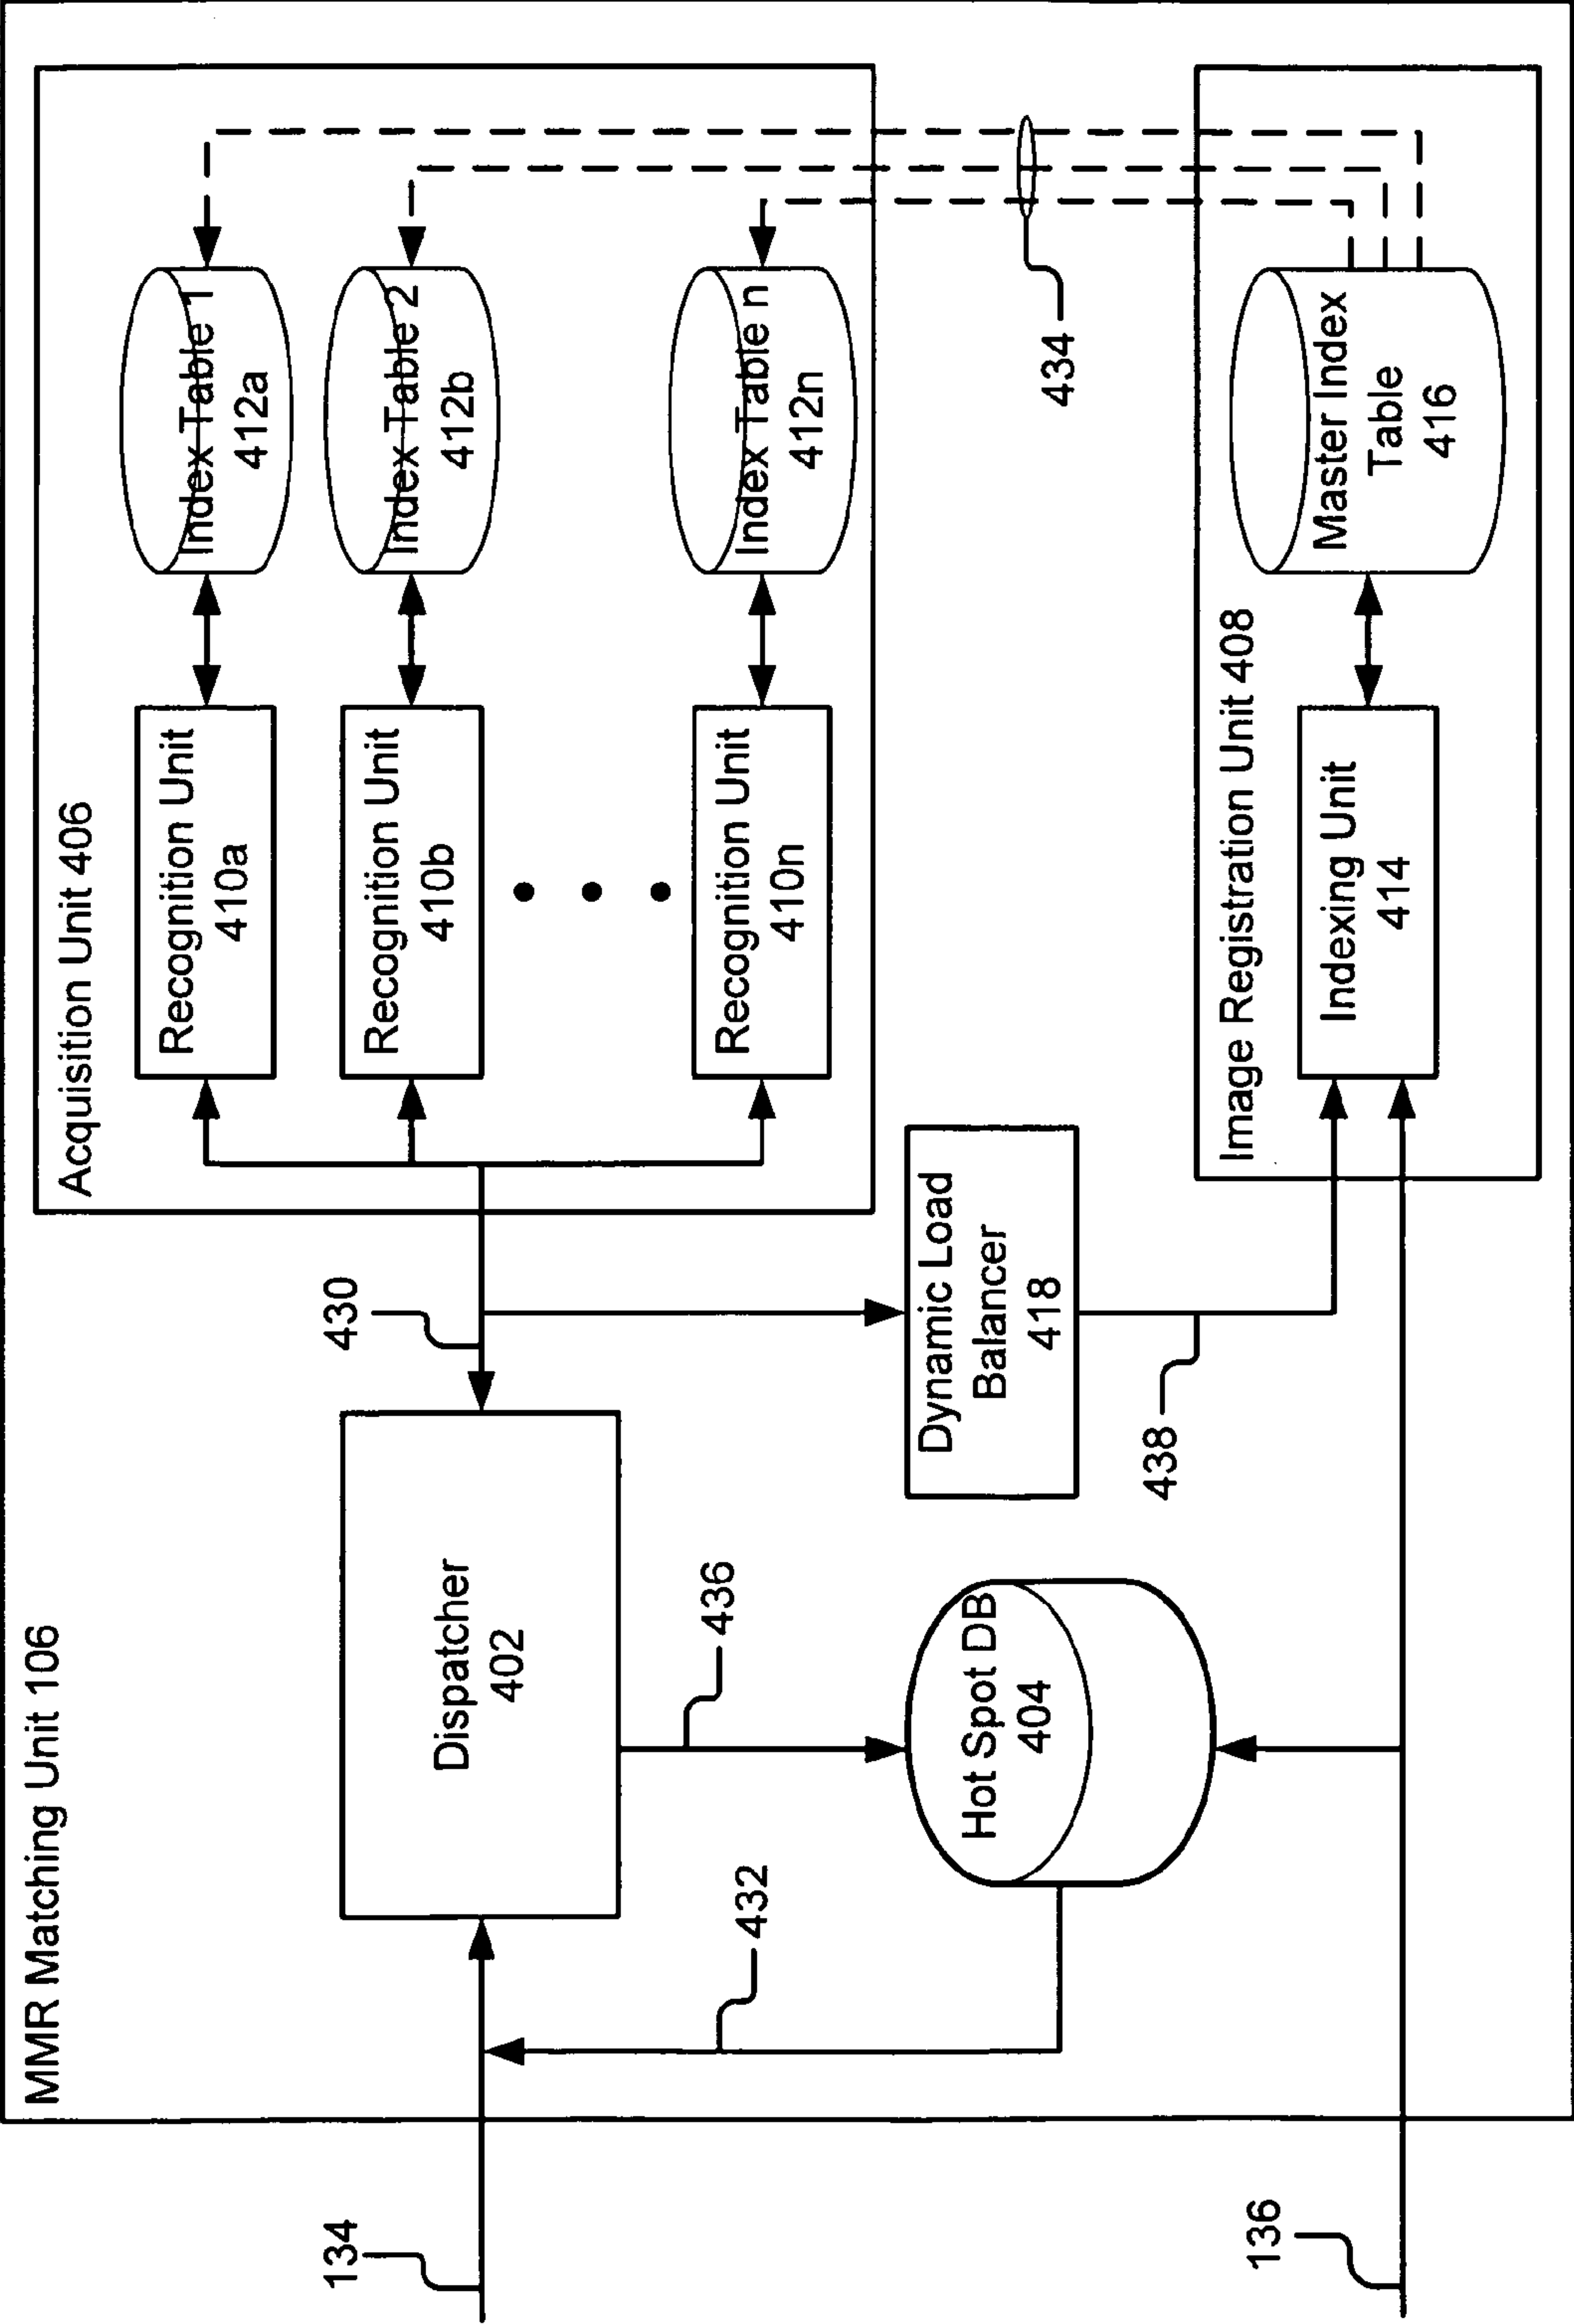 MMR Matching Unit 106
134
Dispatcher
402
432
436
Hot Spot DB
404
430
Dynamic Load
Balancer
418
438
136
Acquisition Unit 406
Recognition Unit
410a
Index Table 1
412a
Recognition Unit
410b
Index Table 2
412b
Recognition Unit
410n
Index Table n
412n
434
Image Registration Unit 408
Indexing Unit
414
Master Index
Table
416